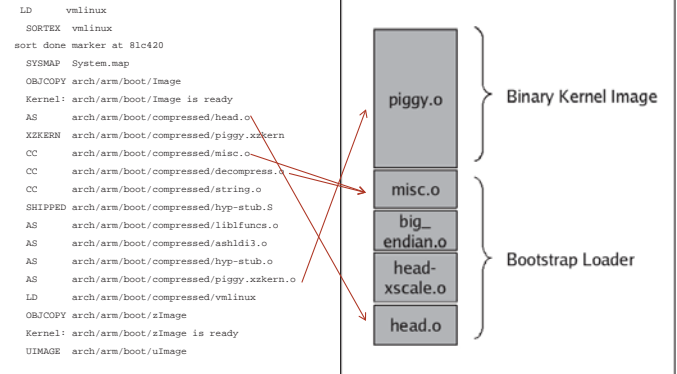 LD vmlinux
SORTEX vmlinux
sort done marker at 81c420
SYSMAP System.map
OBJCOPY arch/arm/boot/Image
Kernel: arch/arm/boot/Image is ready
AS arch/arm/boot/compressed/head.o
XZKERN arch/arm/boot/compressed/piggy.xzkern
CC arch/arm/boot/compressed/misc.o
CC arch/arm/boot/compressed/decompress.o
CC arch/arm/boot/compressed/string.o
SHIPPED arch/arm/boot/compressed/hyp-stub.S
AS arch/arm/boot/compressed/liblfuncs.o
AS arch/arm/boot/compressed/ashldi3.o
AS arch/arm/boot/compressed/hyp-stub.o
AS arch/arm/boot/compressed/piggy.xzkern.o
LD arch/arm/boot/compressed/vmlinux
OBJCOPY arch/arm/boot/zImage
Kernel: arch/arm/boot/zImage is ready
UIMAGE arch/arm/boot/uImage
piggy.o
Binary Kernel Image
misc.o
big_
endian.o
head-
xscale.o
head.o
Bootstrap Loader